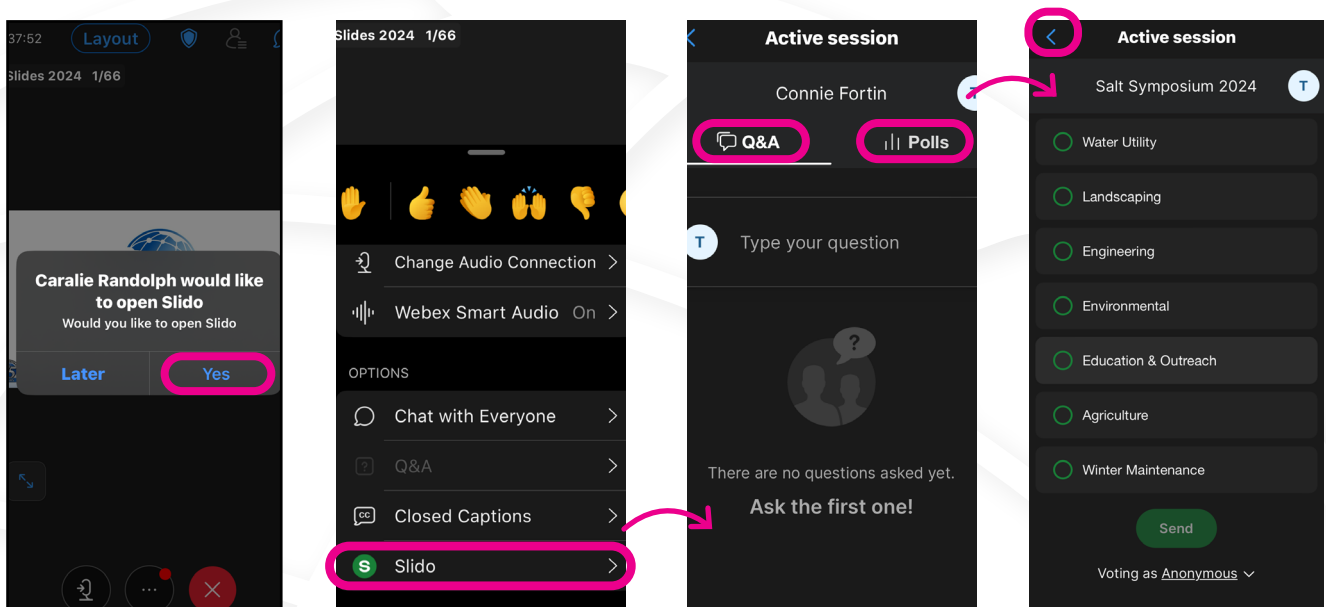 37:52 Layout
Slides 2024 1/66
Caralie Randolph would like
to open Slido
Would you like to open Slido
Later Yes
Slides 2024 1/66
Change Audio Connection
Webex Smart Audio On
OPTIONS
Chat with Everyone
? Q&A
CC Closed Captions
S Slido
Active session
Connie Fortin T
Q&A Polls
T Type your question
?
There are no questions asked yet.
Ask the first one!
Active session
Salt Symposium 2024 T
Water Utility
Landscaping
Engineering
Environmental
Education & Outreach
Agriculture
Winter Maintenance
Send
Voting as Anonymous